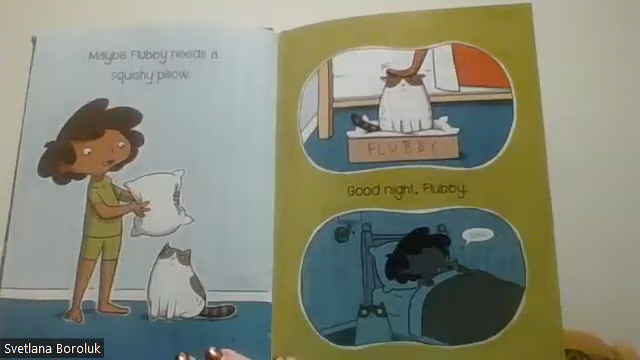 Maybe Flubby needs a
squishy pillow.
FLUBBY
Good night, Flubby.
Svetlana Boroluk